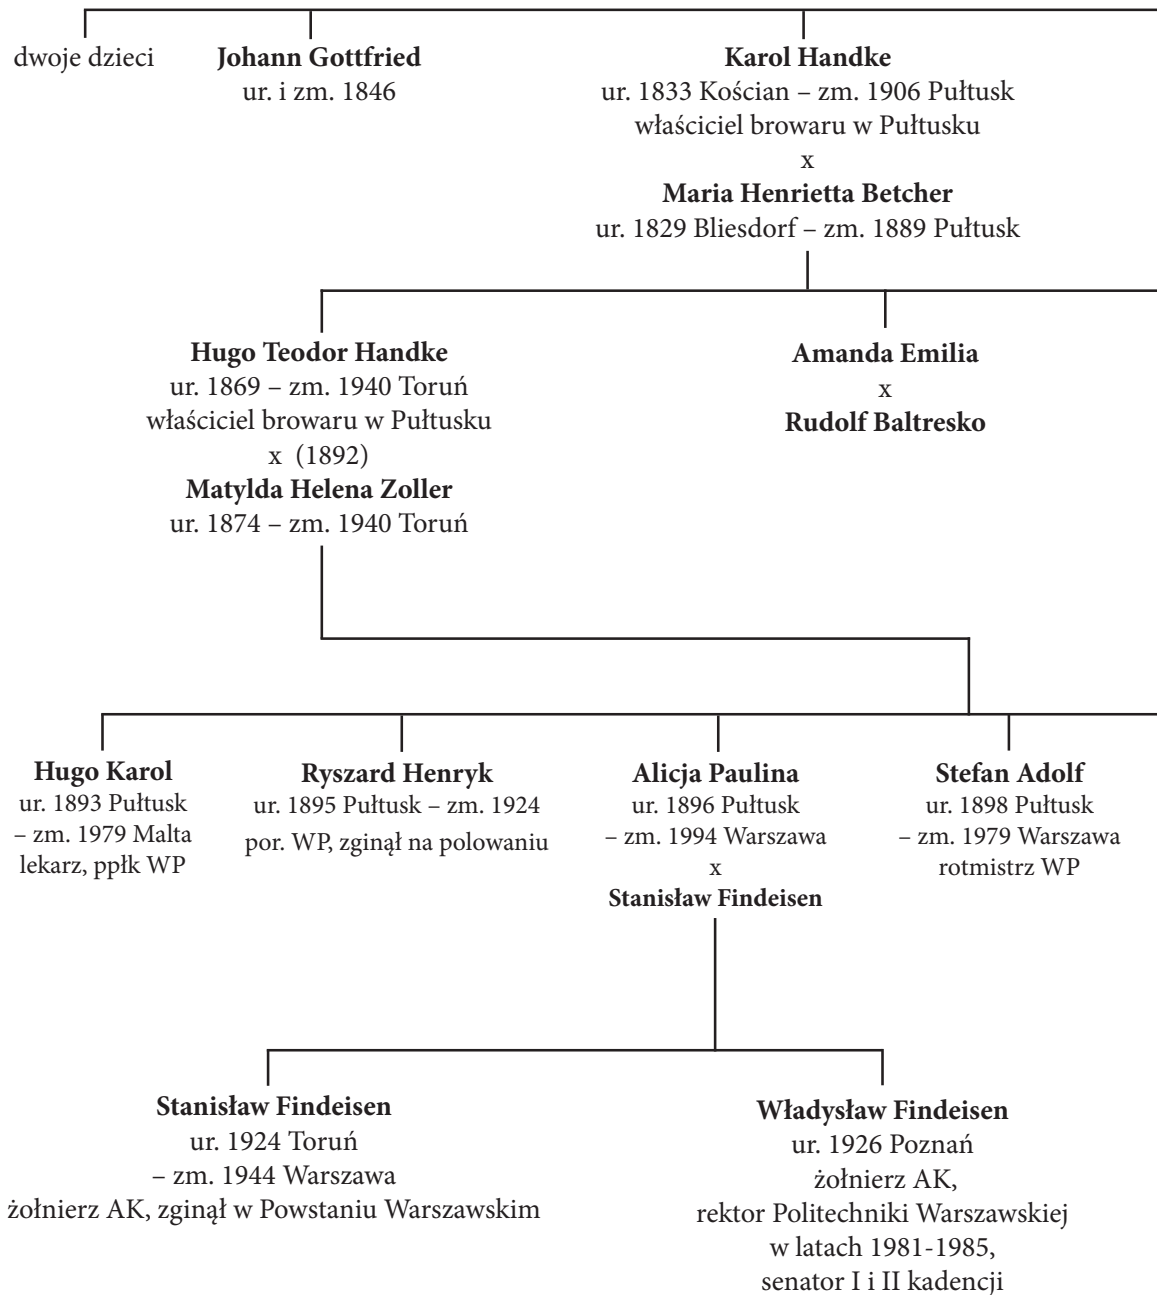 dwoje dzieci
Johann Gottfried
ur. i zm. 1846
Karol Handke
ur. 1833 Kościan – zm. 1906 Pułtusk
właściciel browaru w Pułtusku
x
Maria Henrietta Betcher
ur. 1829 Bliesdorf – zm. 1889 Pułtusk
Hugo Teodor Handke
ur. 1869 – zm. 1940 Toruń
właściciel browaru w Pułtusku
x (1892)
Matylda Helena Zoller
ur. 1874 – zm. 1940 Toruń
Amanda Emilia
x
Rudolf Baltresko
Hugo Karol
ur. 1893 Pułtusk
– zm. 1979 Malta
lekarz, ppłk WP
Ryszard Henryk
ur. 1895 Pułtusk – zm. 1924
por. WP, zginął na polowaniu
Alicja Paulina
ur. 1896 Pułtusk
– zm. 1994 Warszawa
x
Stanisław Findeisen
Stefan Adolf
ur. 1898 Pułtusk
– zm. 1979 Warszawa
rotmistrz WP
Stanisław Findeisen
ur. 1924 Toruń
– zm. 1944 Warszawa
żołnierz AK, zginął w Powstaniu Warszawskim
Władysław Findeisen
ur. 1926 Poznań
żołnierz AK,
rektor Politechniki Warszawskiej
w latach 1981-1985,
senator I i II kadencji